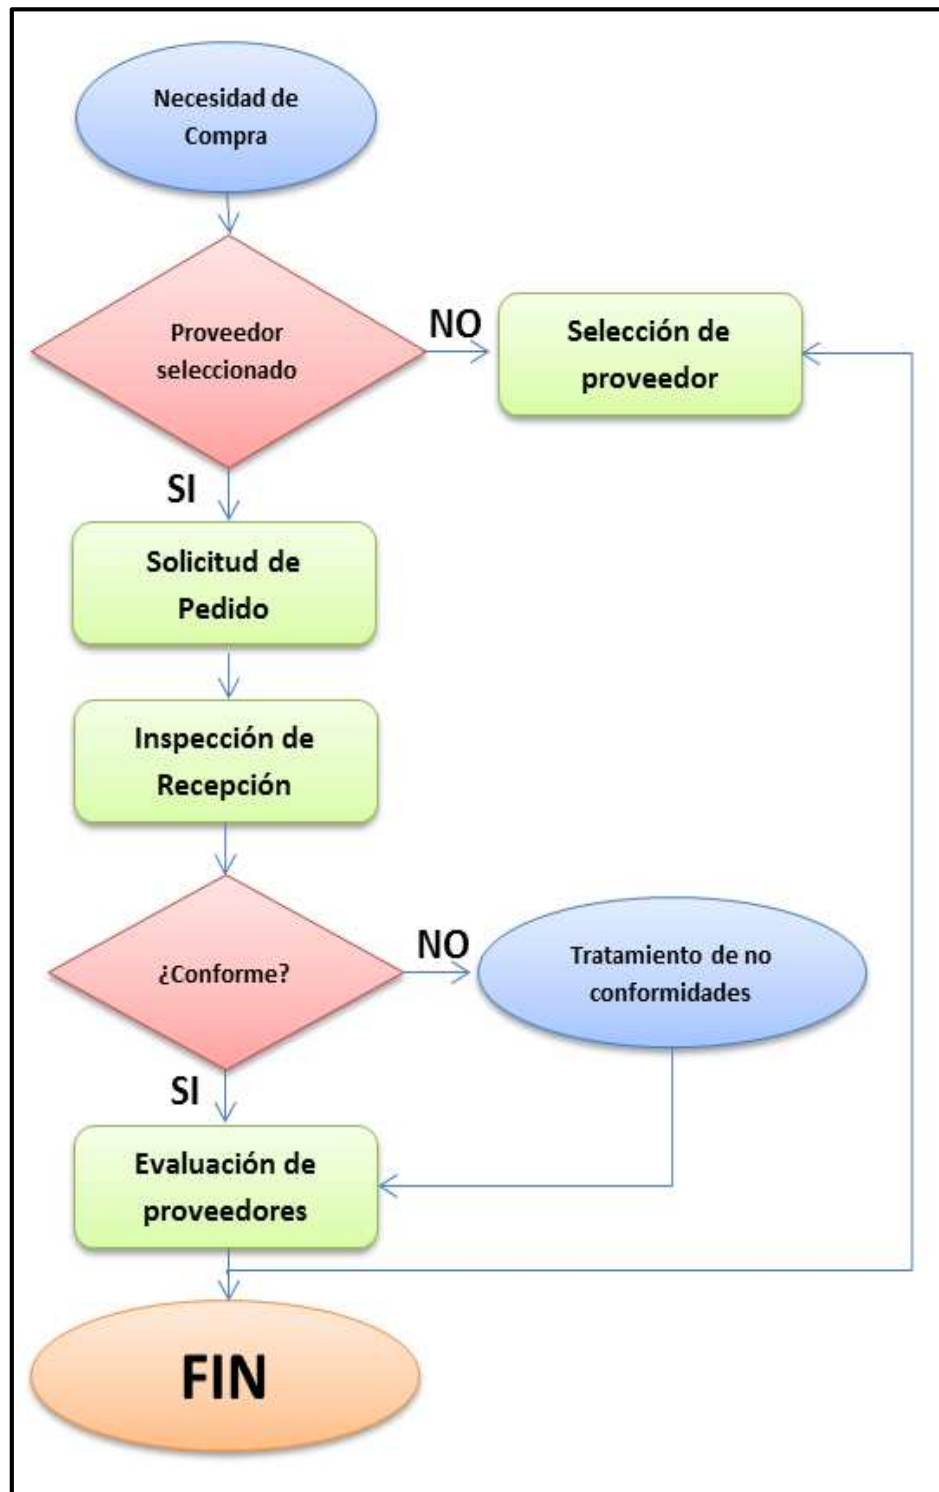 Necesidad de
Compra
Proveedor
seleccionado
NO
Selección de
proveedor
SI
Solicitud de
Pedido
Inspección de
Recepción
¿Conforme?
NO
Tratamiento de no
conformidades
SI
Evaluación de
proveedores
FIN